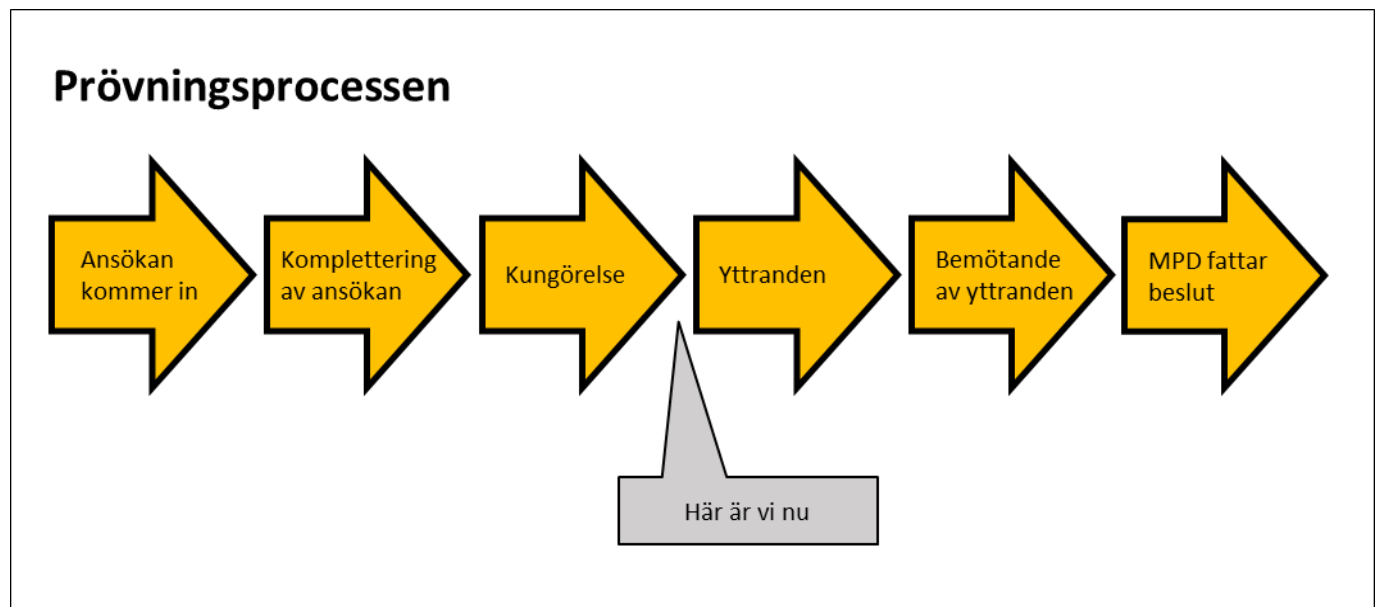 Prövningsprocessen
Ansökan
kommer in
Komplettering
av ansökan
Kungörelse
Yttranden
Bemötande
av yttranden
MPD fattar
beslut
Här är vi nu